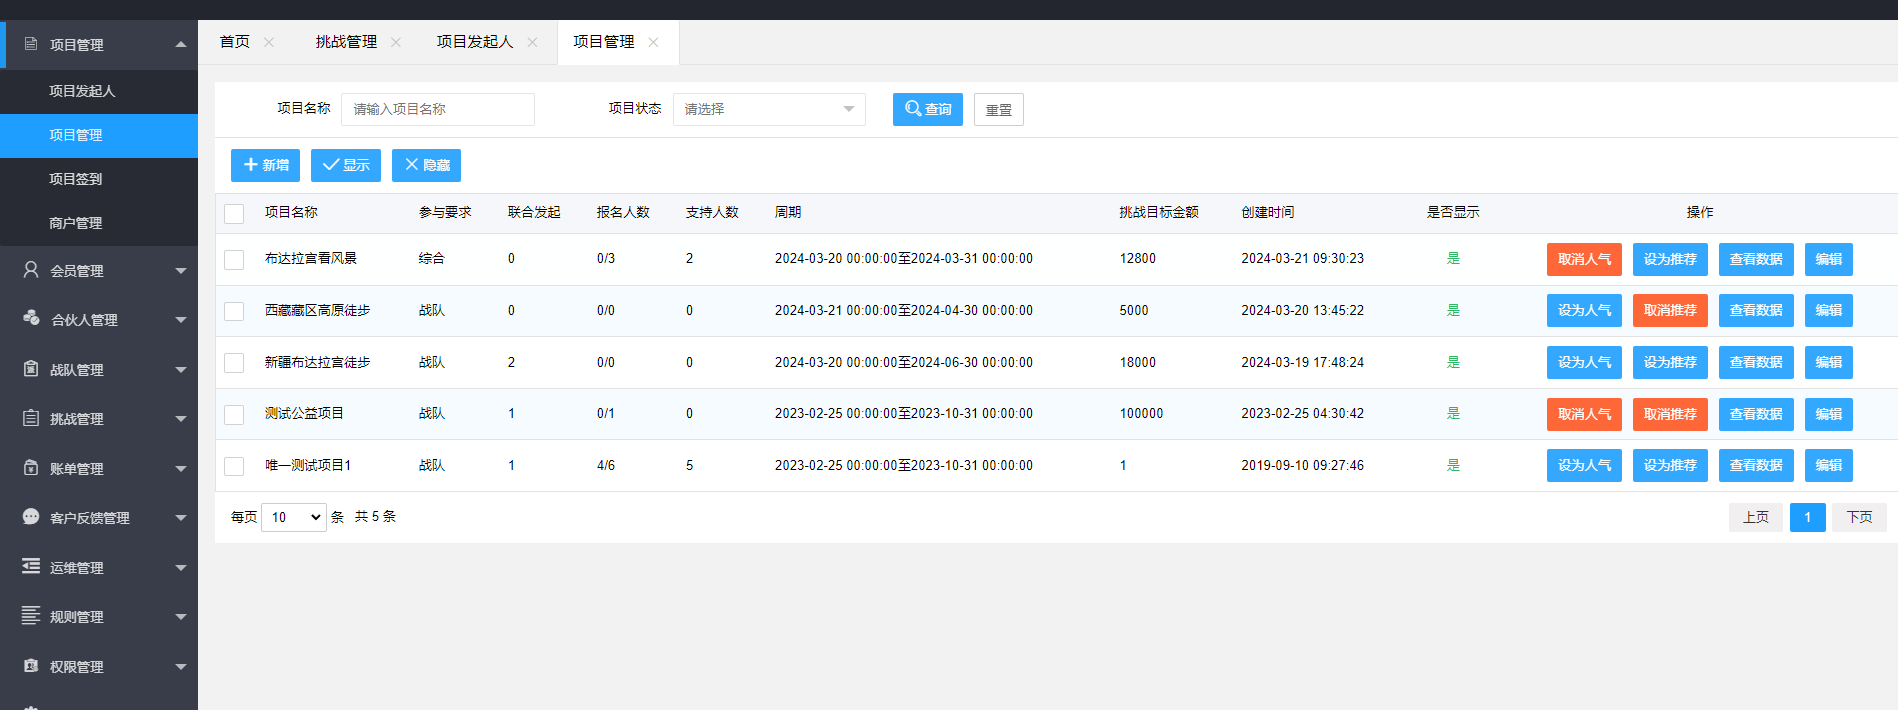 项目管理
项目发起人
项目管理
项目签到
商户管理
会员管理
合伙人管理
战队管理
挑战管理
账单管理
客户反馈管理
运维管理
规则管理
权限管理
首页 挑战管理 项目发起人 项目管理
项目名称 请输入项目名称 项目状态 请选择 查询 重置
新增 显示 隐藏
项目名称 参与要求 联合发起 报名人数 支持人数 周期 挑战目标金额 创建时间 是否显示 操作
布达拉宫看风景 综合 0 0/3 2 2024-03-20 00:00:00至2024-03-31 00:00:00 12800 2024-03-21 09:30:23 是 取消人气 设为推荐 查看数据 编辑
西藏藏区高原徒步 战队 0 0/0 0 2024-03-21 00:00:00至2024-04-30 00:00:00 5000 2024-03-20 13:45:22 是 设为人气 取消推荐 查看数据 编辑
新疆布达拉宫徒步 战队 2 0/0 0 2024-03-20 00:00:00至2024-06-30 00:00:00 18000 2024-03-19 17:48:24 是 设为人气 设为推荐 查看数据 编辑
测试公益项目 战队 1 0/1 0 2023-02-25 00:00:00至2023-10-31 00:00:00 100000 2023-02-25 04:30:42 是 取消人气 取消推荐 查看数据 编辑
唯一测试项目1 战队 1 4/6 5 2023-02-25 00:00:00至2023-10-31 00:00:00 1 2019-09-10 09:27:46 是 设为人气 设为推荐 查看数据 编辑
每页 10 条 共 5 条 上页 1 下页